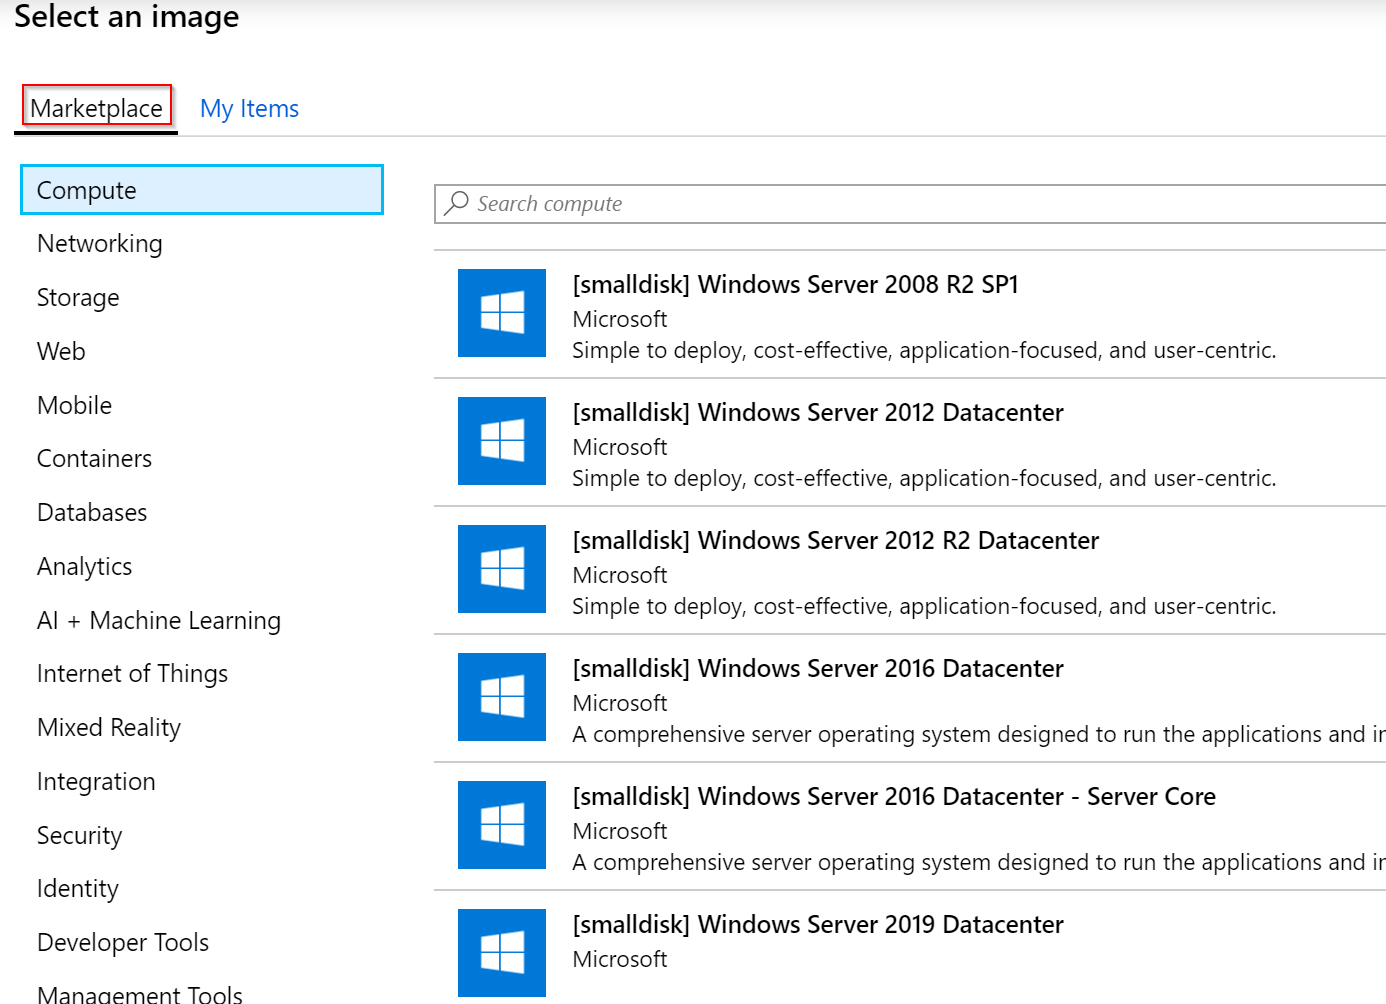 Select an image
Marketplace
My Items
Compute
Networking
Storage
Web
Mobile
Containers
Databases
Analytics
AI + Machine Learning
Internet of Things
Mixed Reality
Integration
Security
Identity
Developer Tools
Management Tools
Search compute
[smalldisk] Windows Server 2008 R2 SP1
Microsoft
Simple to deploy, cost-effective, application-focused, and user-centric.
[smalldisk] Windows Server 2012 Datacenter
Microsoft
Simple to deploy, cost-effective, application-focused, and user-centric.
[smalldisk] Windows Server 2012 R2 Datacenter
Microsoft
Simple to deploy, cost-effective, application-focused, and user-centric.
[smalldisk] Windows Server 2016 Datacenter
Microsoft
A comprehensive server operating system designed to run the applications and
[smalldisk] Windows Server 2016 Datacenter - Server Core
Microsoft
A comprehensive server operating system designed to run the applications and
[smalldisk] Windows Server 2019 Datacenter
Microsoft